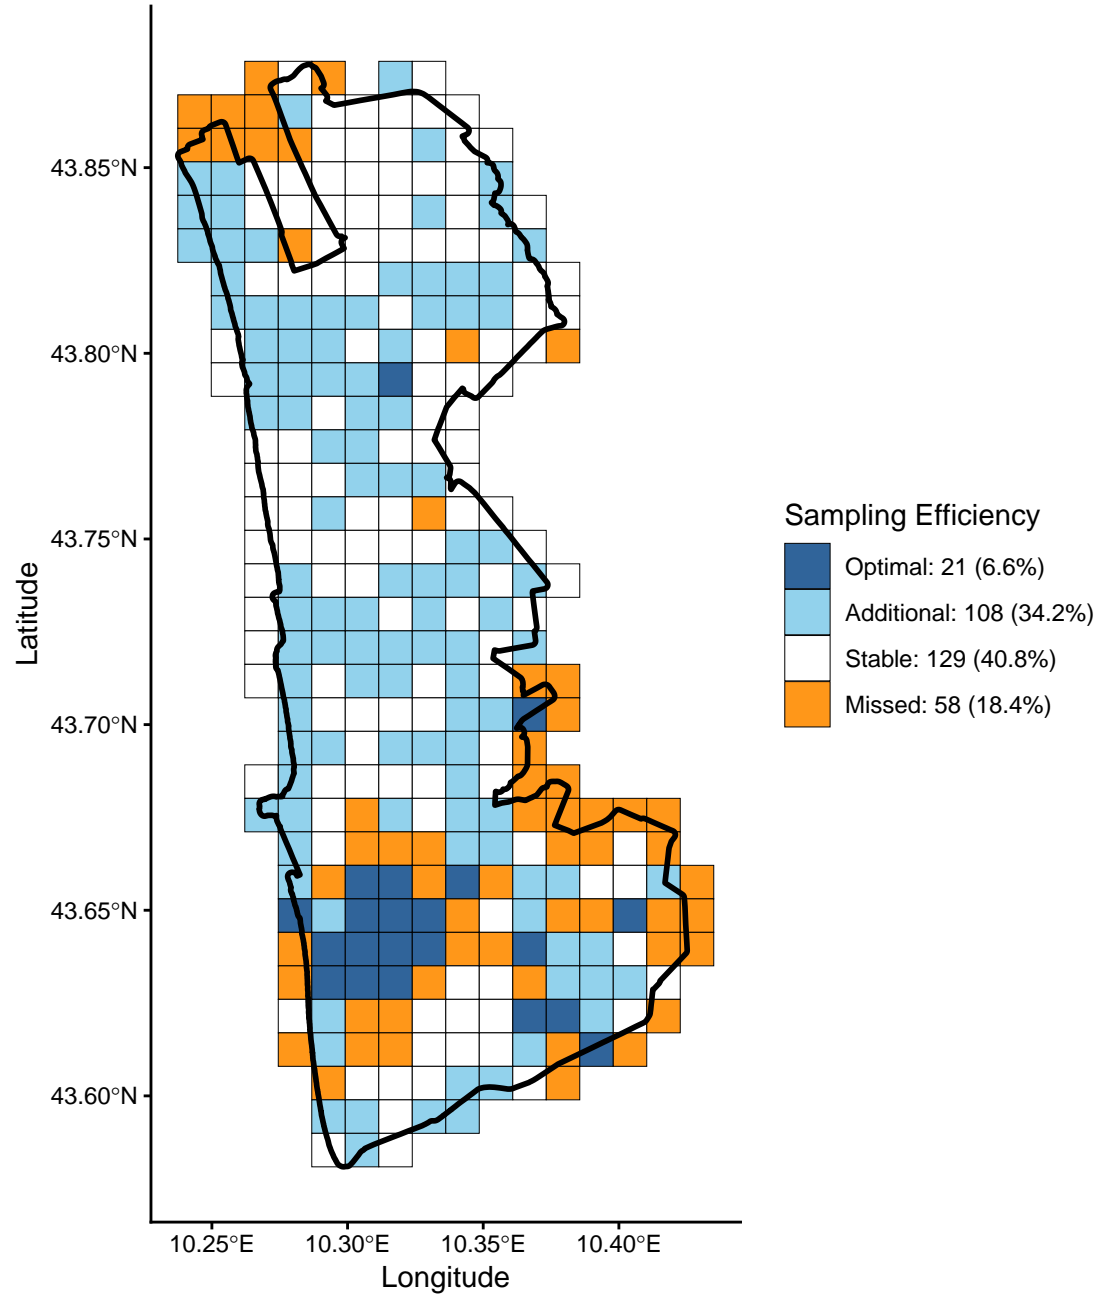 43.85°N
43.80°N
43.75°N
43.70°N
43.65°N
43.60°N
Latitude
10.25°E
10.30°E
10.35°E
10.40°E
Longitude
Sampling Efficiency
Optimal: 21 (6.6%)
Additional: 108 (34.2%)
Stable: 129 (40.8%)
Missed: 58 (18.4%)